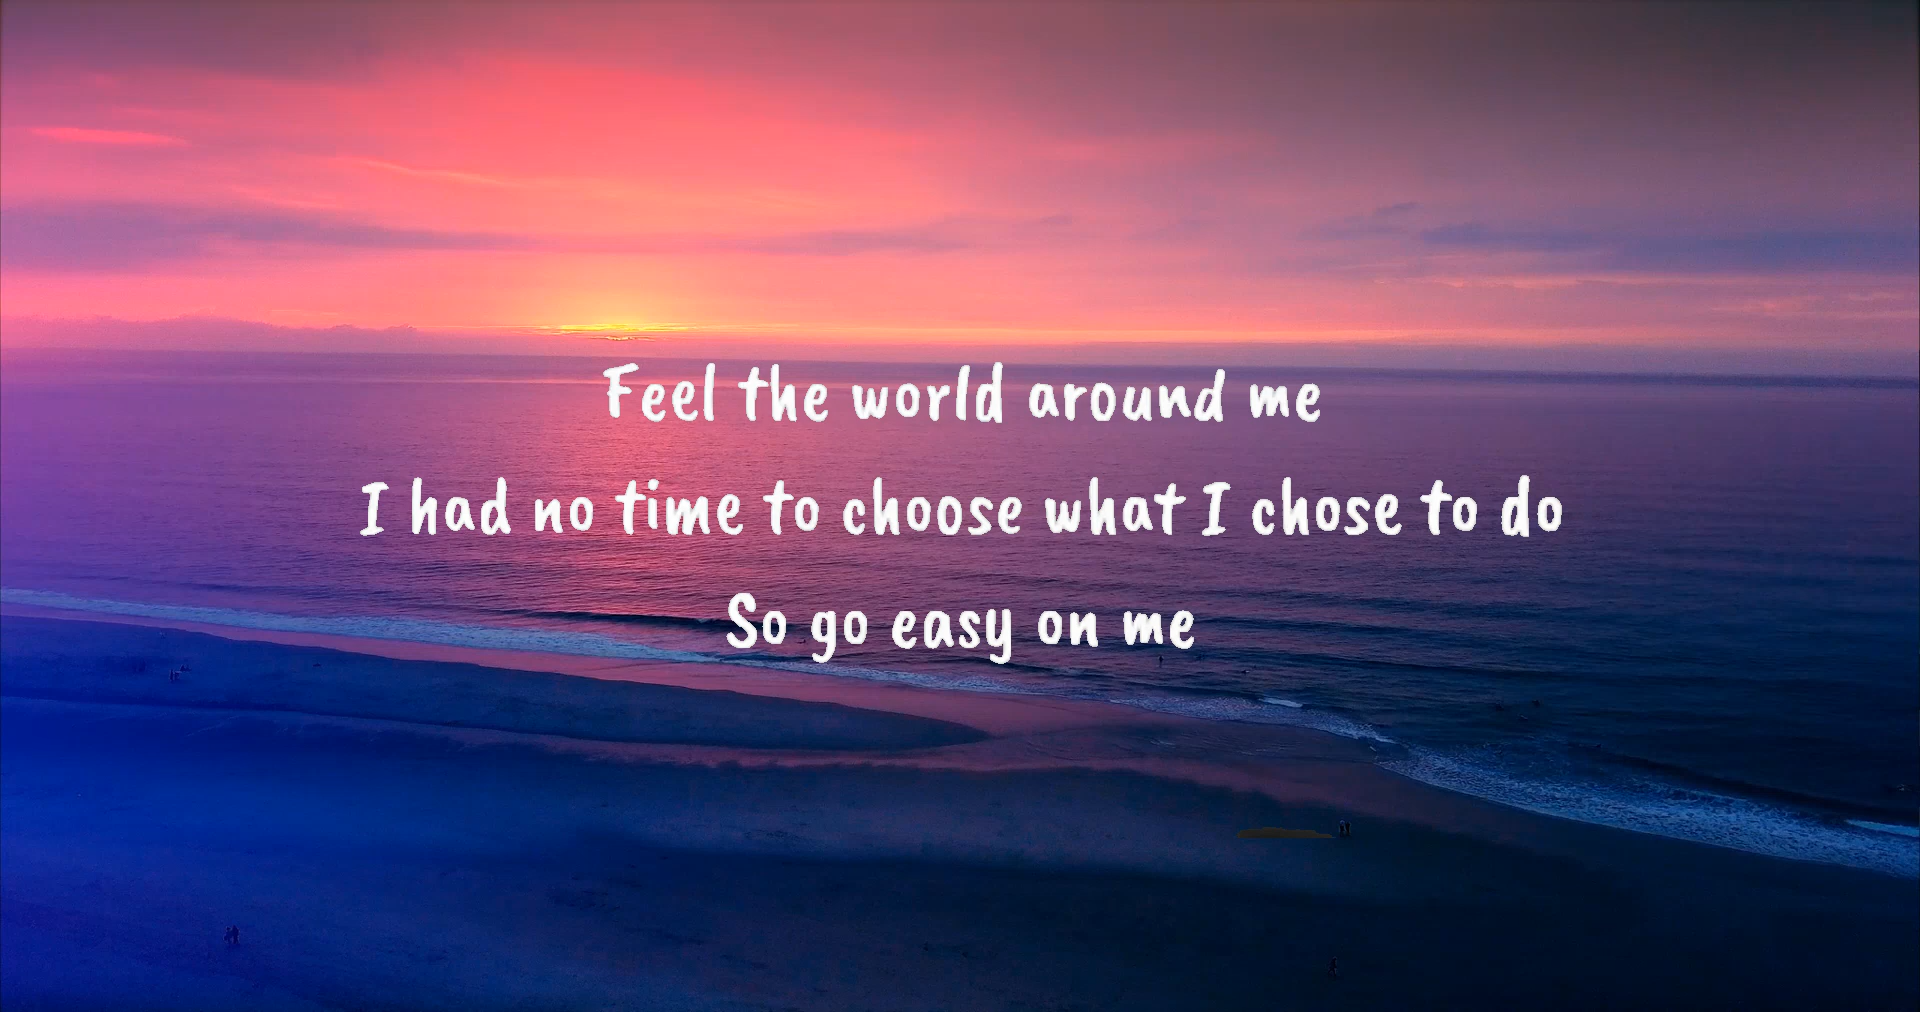 Feel the world around me
I had no time to choose what I chose to do
So go easy on me